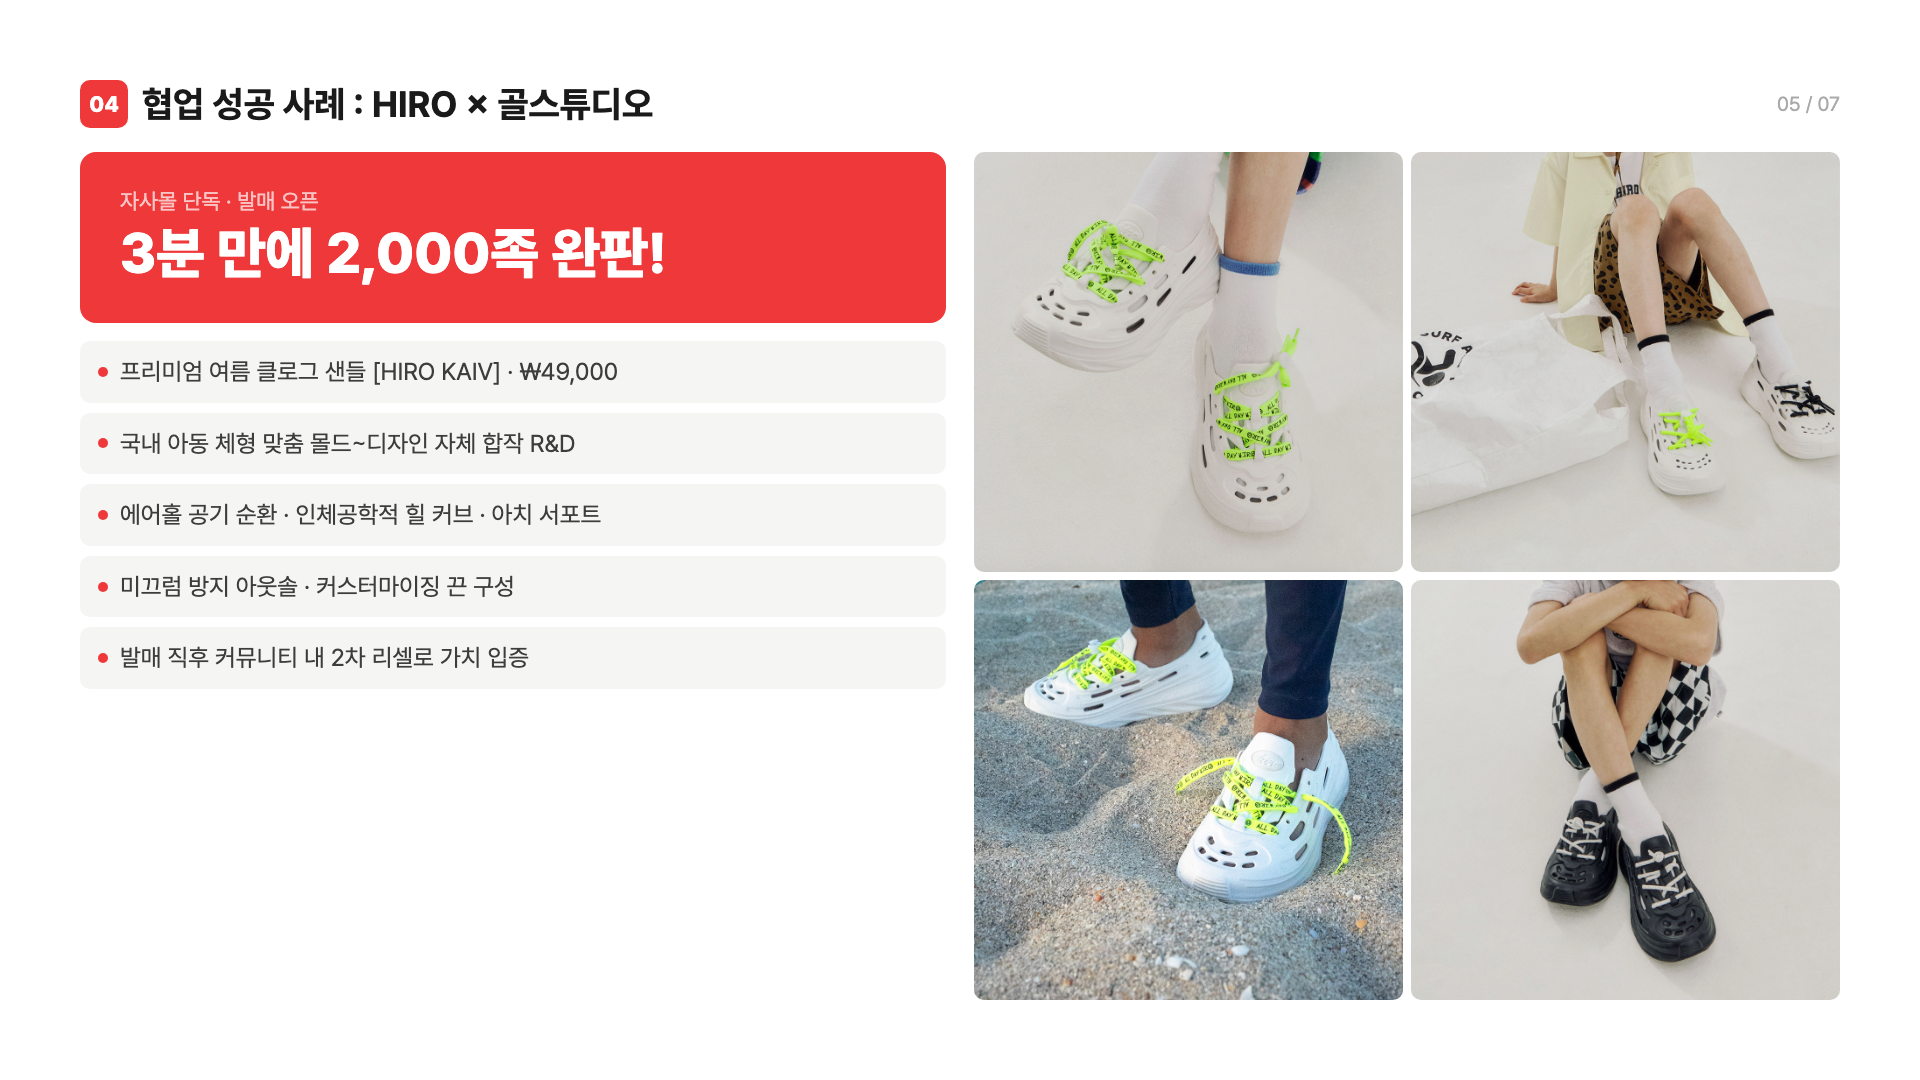 04 협업 성공 사례 : HIRO × 골스튜디오
05 / 07
자사몰 단독 · 발매 오픈
3분 만에 2,000족 완판!
프리미엄 여름 클로그 샌들 [HIRO KAIV] · ₩49,000
국내 아동 체형 맞춤 몰드~디자인 자체 합작 R&D
에어홀 공기 순환 · 인체공학적 힐 커브 · 아치 서포트
미끄럼 방지 아웃솔 · 커스터마이징 끈 구성
발매 직후 커뮤니티 내 2차 리셀로 가치 입증
ALL DAY